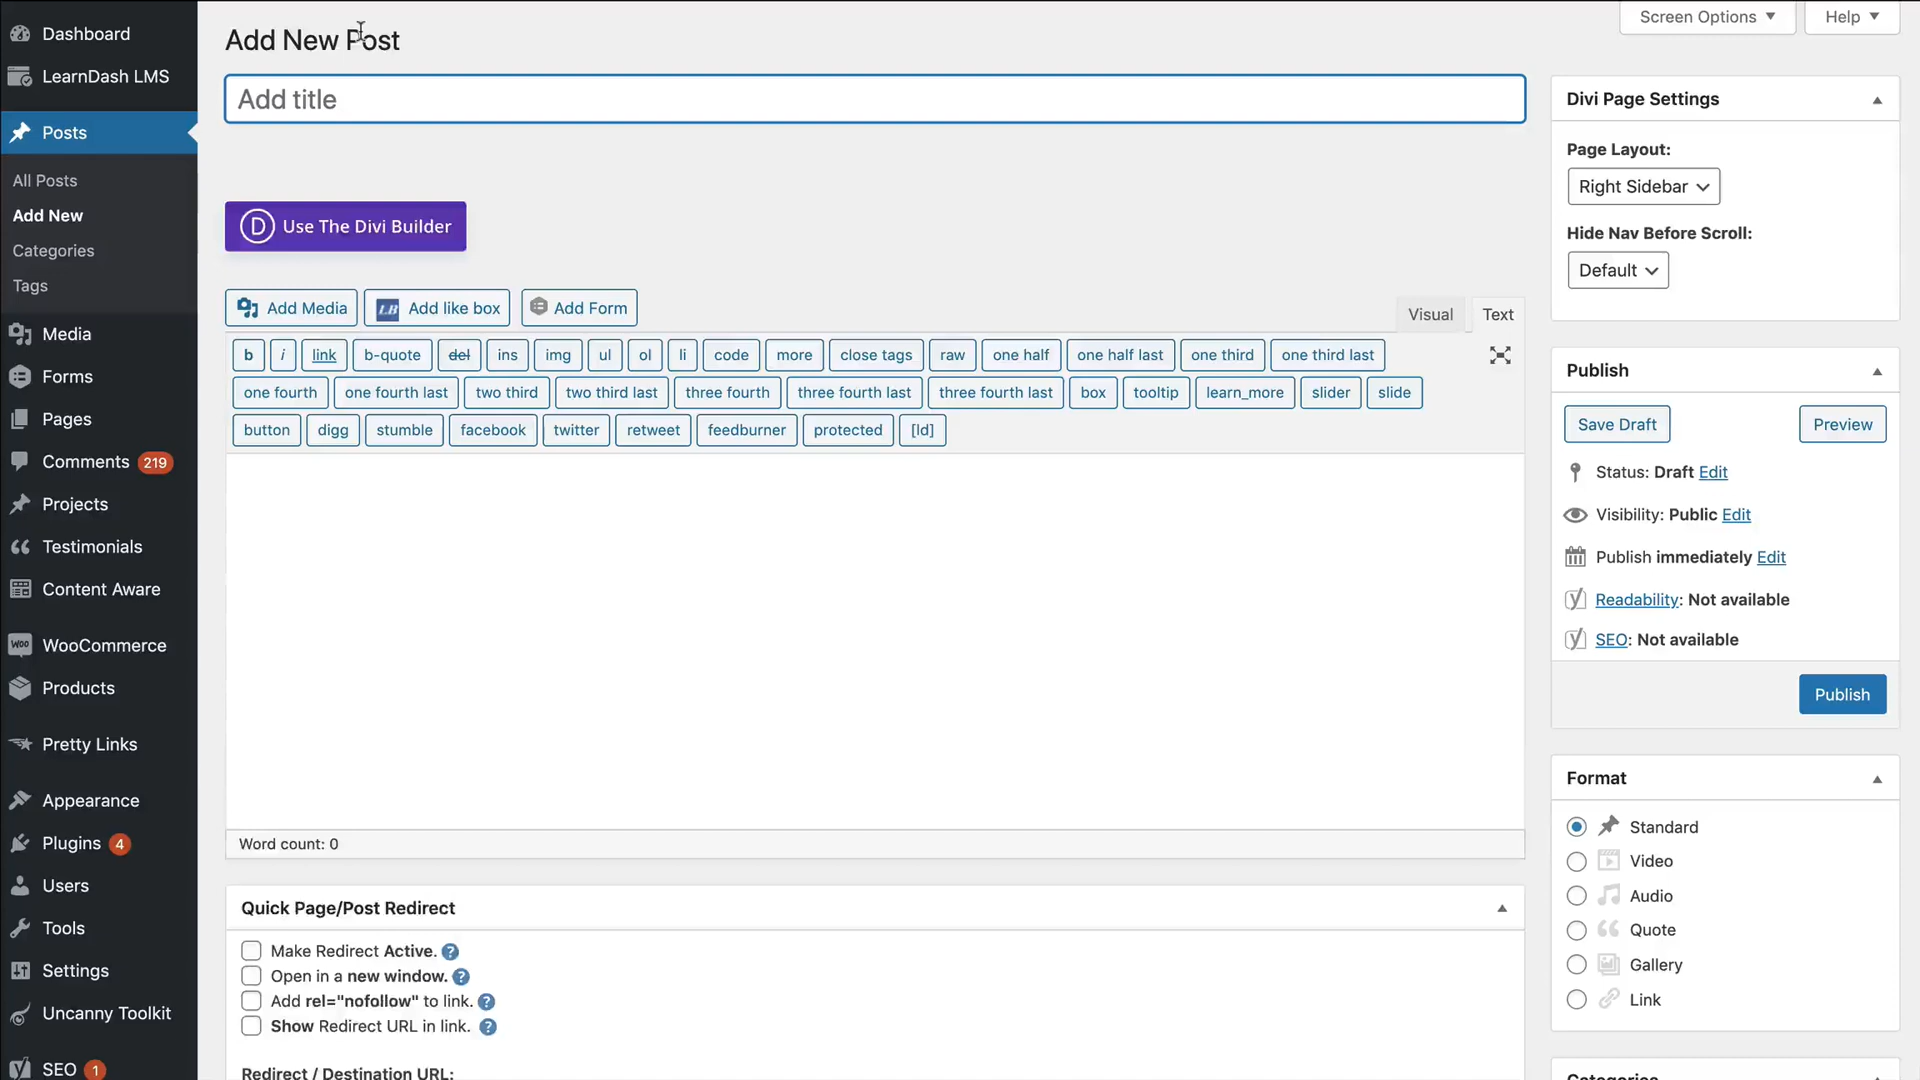 Dashboard
LearnDash LMS
Posts
All Posts
Add New
Categories
Tags
Media
Forms
Pages
Comments 219
Projects
Testimonials
Content Aware
WOO WooCommerce
Products
Pretty Links
Appearance
Plugins 4
Users
Tools
Settings
Uncanny Toolkit
SEO 1
Add New Post
Screen Options ▼
Help ▼
Add title
D Use The Divi Builder
Add Media
LB Add like box
Add Form
Visual
Text
b i link b-quote del ins img ul ol li code more close tags raw one half one half last one third one third last
one fourth one fourth last two third two third last three fourth three fourth last three fourth last box tooltip learn_more slider slide
button digg stumble facebook twitter retweet feedburner protected [ld]
Word count: 0
Quick Page/Post Redirect
Make Redirect Active. ?
Open in a new window. ?
Add rel="nofollow" to link. ?
Show Redirect URL in link. ?
Redirect / Destination URL:
Divi Page Settings
Page Layout:
Right Sidebar
Hide Nav Before Scroll:
Default
Publish
Save Draft
Preview
Status: Draft Edit
Visibility: Public Edit
Publish immediately Edit
Readability: Not available
SEO: Not available
Publish
Format
Standard
Video
Audio
Quote
Gallery
Link
Categories